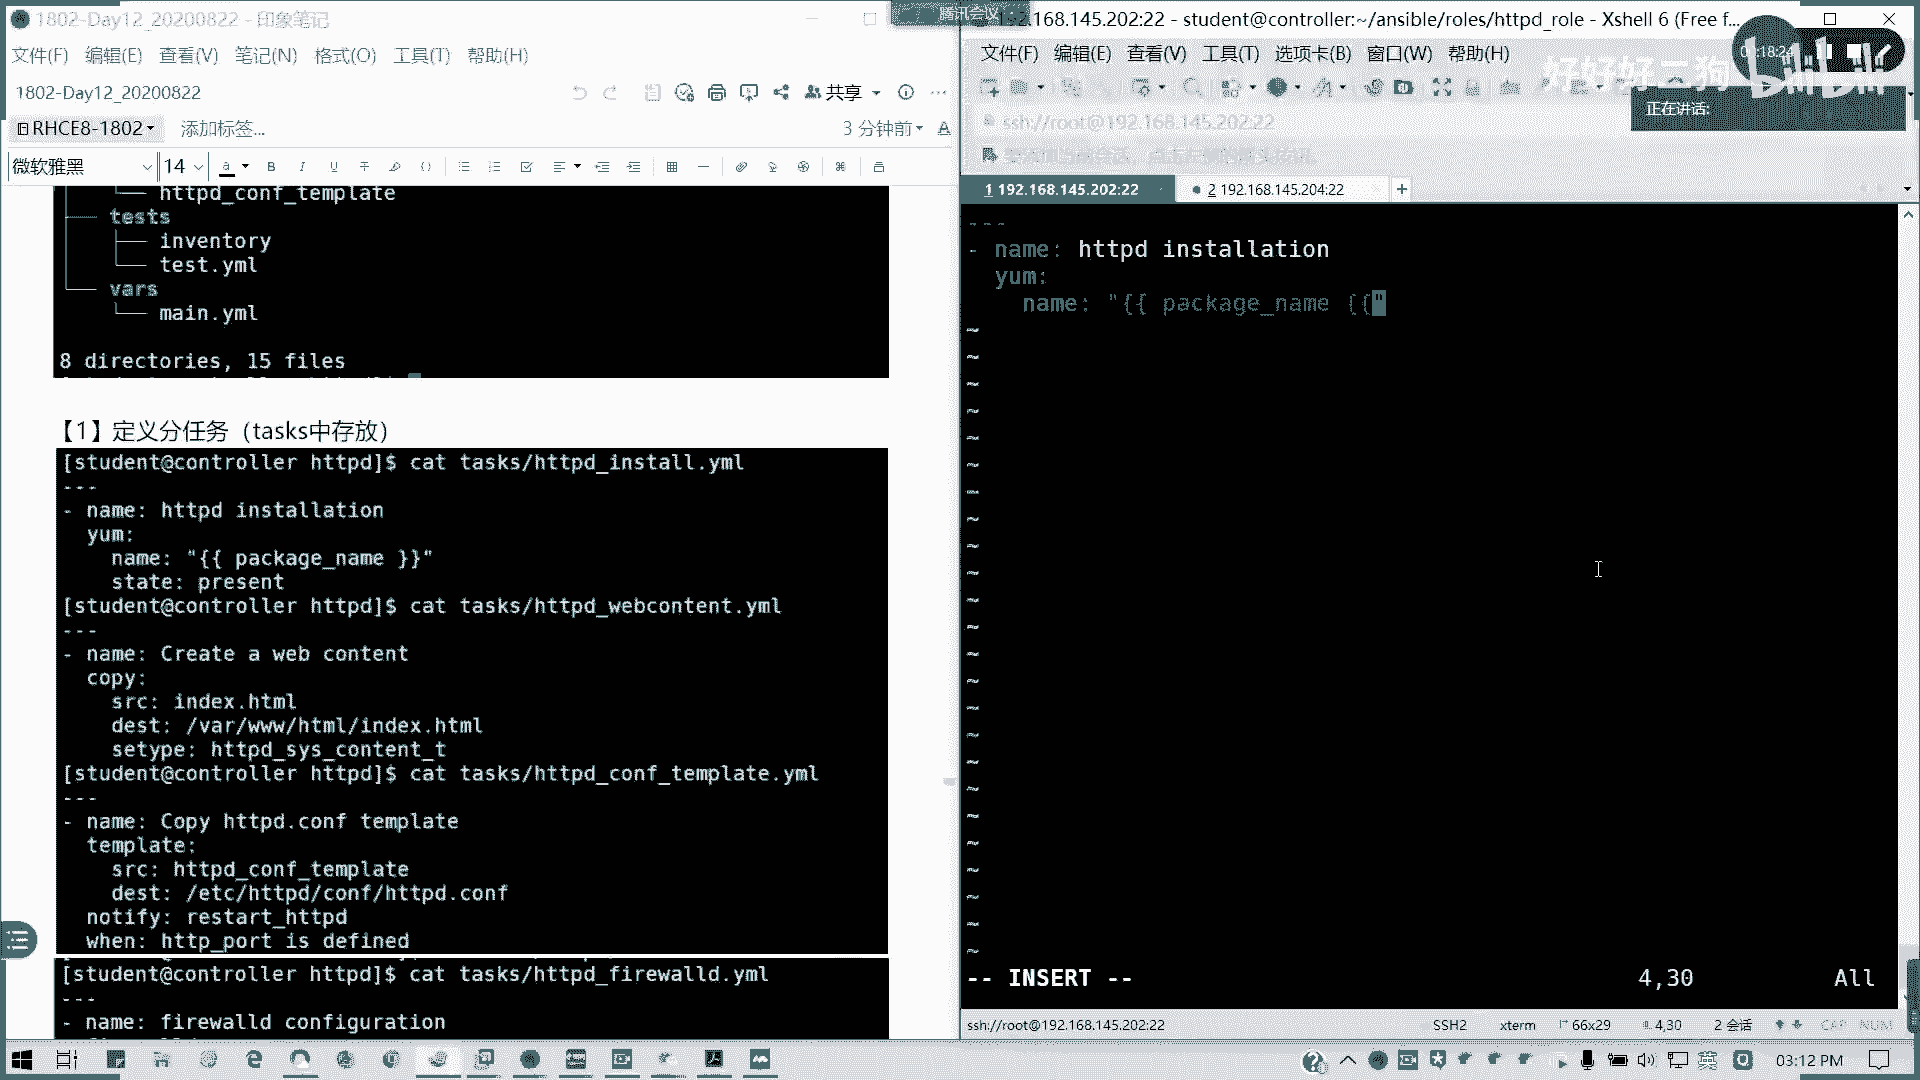 1802-Day12_20200822 - 印象笔记
文件(F) 编辑(E) 查看(V) 笔记(N) 格式(O) 工具(T) 帮助(H)
1802-Day12_20200822
共享
RHCE8-1802
添加标签...
3 分钟前
微软雅黑
14
└── httpd_conf_template
├── tests
│   ├── inventory
│   └── test.yml
└── vars
    └── main.yml
8 directories, 15 files
【1】定义分任务（tasks中存放）
[student@controller httpd]$ cat tasks/httpd_install.yml
---
- name: httpd installation
  yum:
    name: "{{ package_name }}"
    state: present
[student@controller httpd]$ cat tasks/httpd_webcontent.yml
---
- name: Create a web content
  copy:
    src: index.html
    dest: /var/www/html/index.html
    setype: httpd_sys_content_t
[student@controller httpd]$ cat tasks/httpd_conf_template.yml
---
- name: Copy httpd.conf template
  template:
    src: httpd_conf_template
    dest: /etc/httpd/conf/httpd.conf
  notify: restart_httpd
  when: http_port is defined
[student@controller httpd]$ cat tasks/httpd_firewalld.yml
---
- name: firewalld configuration
腾讯会议
.168.145.202:22 - student@controller:~/ansible/roles/httpd_role - Xshell 6 (Free f...
文件(F) 编辑(E) 查看(V) 工具(T) 选项卡(B) 窗口(W) 帮助(H)
18:24
好好好二狗
bilibili
正在讲话:
ssh://root@192.168.145.202:22
1 192.168.145.202:22
2 192.168.145.204:22
---
- name: httpd installation
  yum:
    name: "{{ package_name {{"
-- INSERT --
4,30
All
ssh://root@192.168.145.202:22
SSH2
xterm
66x29
4,30
2 会话
CAP
NUM
英
03:12 PM